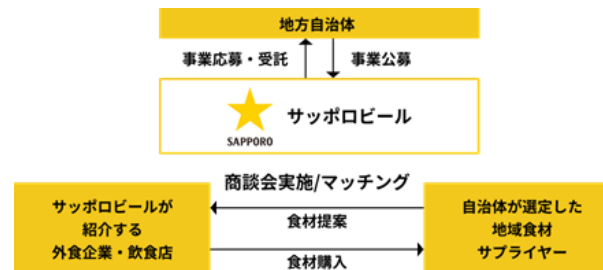 地方自治体
事業応募・受託
事業公募
SAPPORO
サッポロビール
商談会実施/マッチング
サッポロビールが
紹介する
外食企業・飲食店
食材提案
食材購入
自治体が選定した
地域食材
サプライヤー